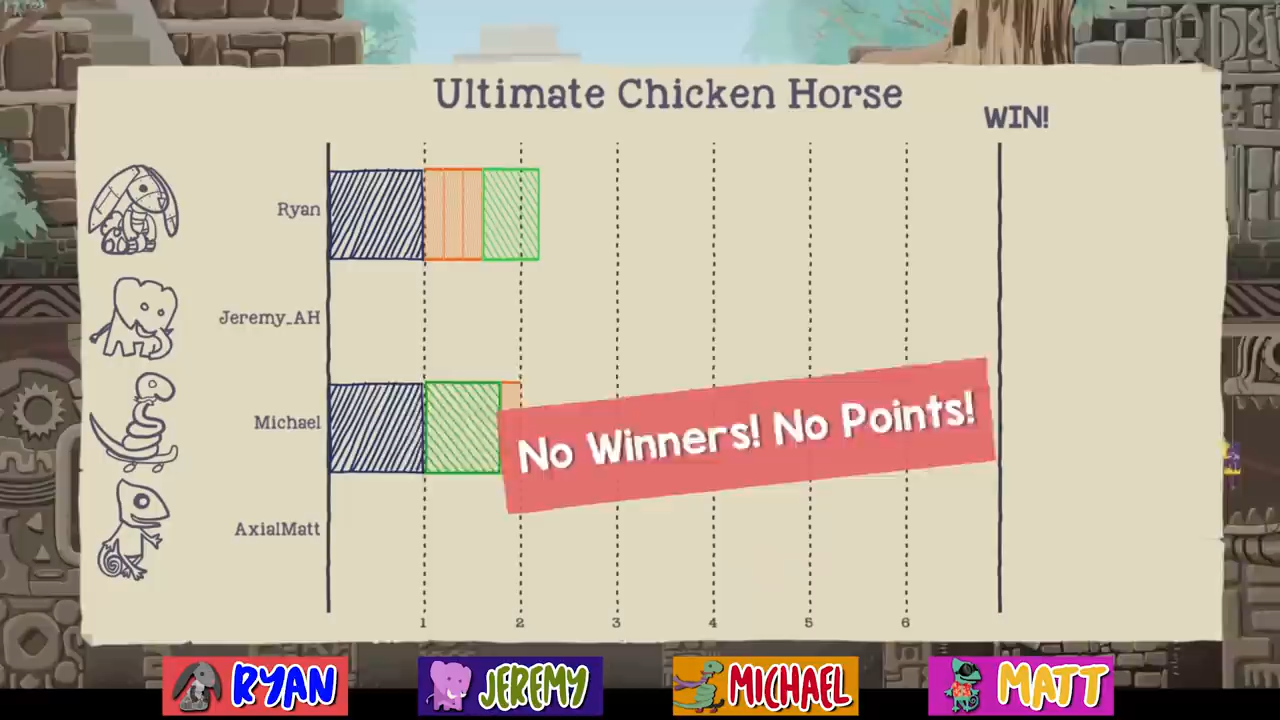 Ultimate Chicken Horse
WIN!
Ryan
Jeremy_AH
Michael
No Winners! No Points!
AxialMatt
1 2 3 4 5 6
RYAN JEREMY MICHAEL MATT